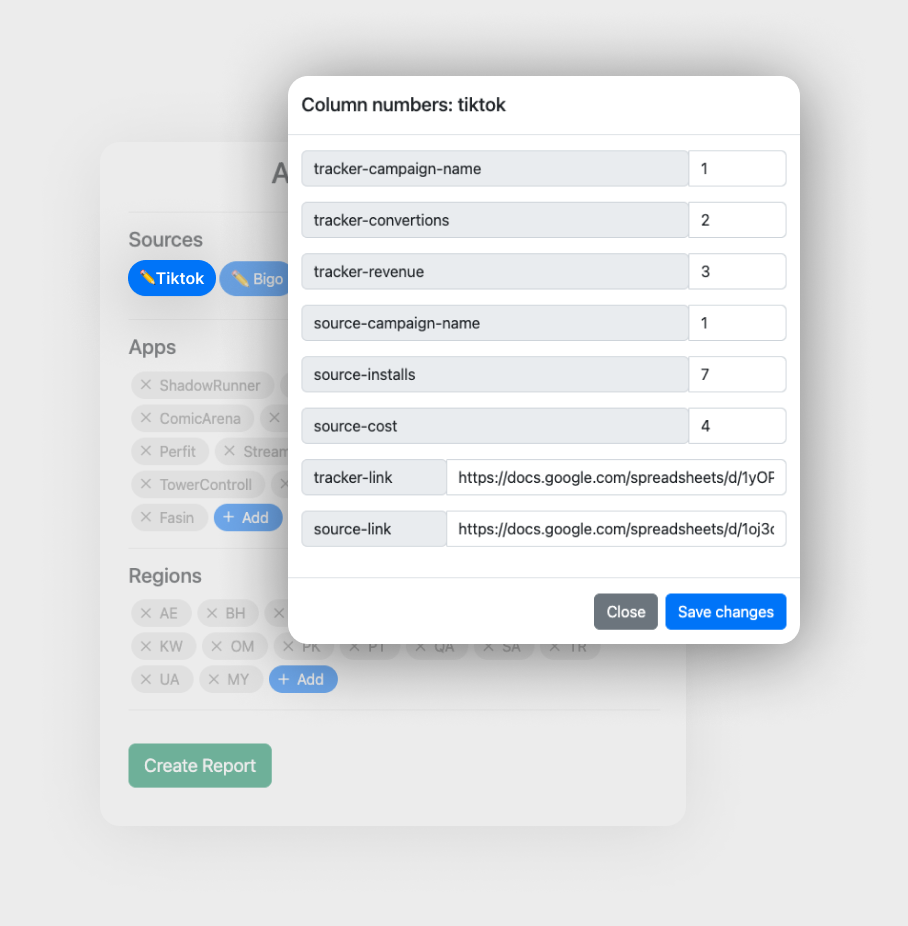 Column numbers: tiktok
tracker-campaign-name 1
tracker-convertions 2
tracker-revenue 3
source-campaign-name 1
source-installs 7
source-cost 4
tracker-link https://docs.google.com/spreadsheets/d/1yOF
source-link https://docs.google.com/spreadsheets/d/1oj3c
Close Save changes
A
Sources
Tiktok Bigo
Apps
ShadowRunner
ComicArena
Perfit Stream
TowerControll
Fasin + Add
Regions
AE BH
KW OM PK PT QA SA TR
UA MY + Add
Create Report